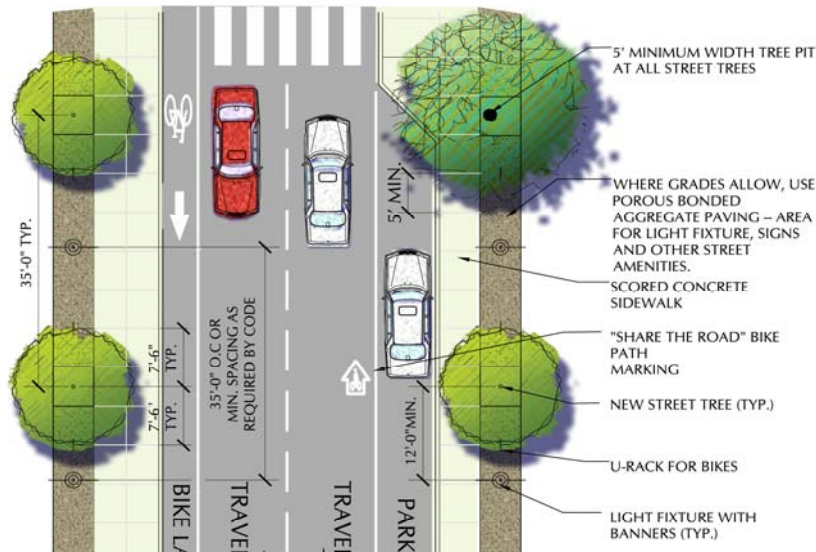 5' MINIMUM WIDTH TREE PIT
AT ALL STREET TREES
WHERE GRADES ALLOW, USE
POROUS BONDED
AGGREGATE PAVING – AREA
FOR LIGHT FIXTURE, SIGNS
AND OTHER STREET
AMENITIES.
SCORED CONCRETE
SIDEWALK
"SHARE THE ROAD" BIKE
PATH
MARKING
NEW STREET TREE (TYP.)
U-RACK FOR BIKES
LIGHT FIXTURE WITH
BANNERS (TYP.)
35'-0" TYP.
7'-6"
TYP.
7'-6'
TYP.
35'-0" O.C OR
MIN. SPACING AS
REQUIRED BY CODE
5' MIN.
12'-0"MIN.
BIKE LA
TRAVE
TRAVE
PARK